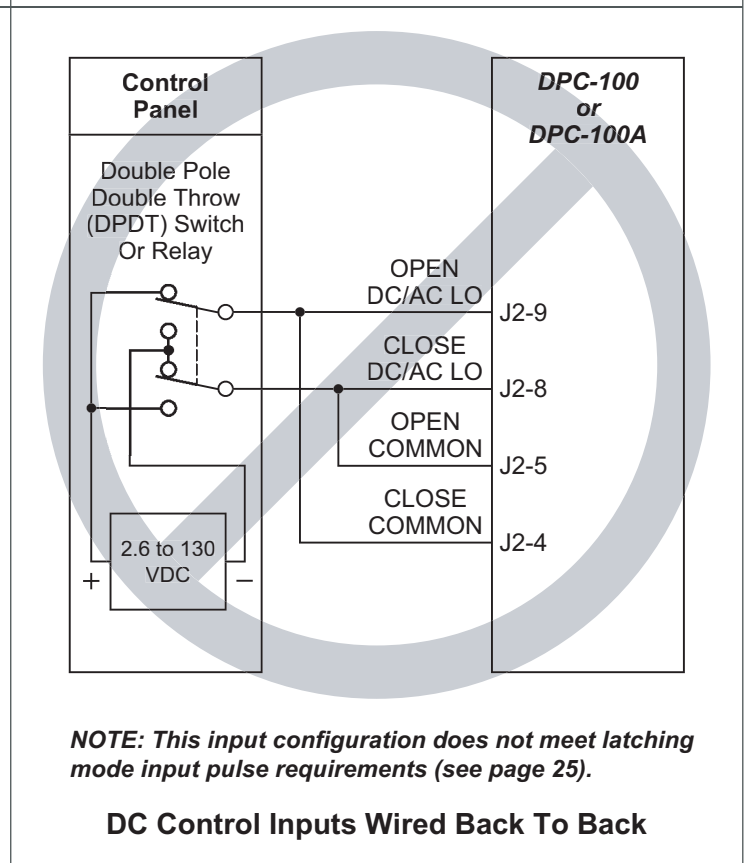 Control
Panel
DPC-100
or
DPC-100A
Double Pole
Double Throw
(DPDT) Switch
Or Relay
OPEN
DC/AC LO
J2-9
CLOSE
DC/AC LO
J2-8
OPEN
COMMON
J2-5
CLOSE
COMMON
J2-4
2.6 to 130
VDC
+
−
NOTE: This input configuration does not meet latching
mode input pulse requirements (see page 25).
DC Control Inputs Wired Back To Back